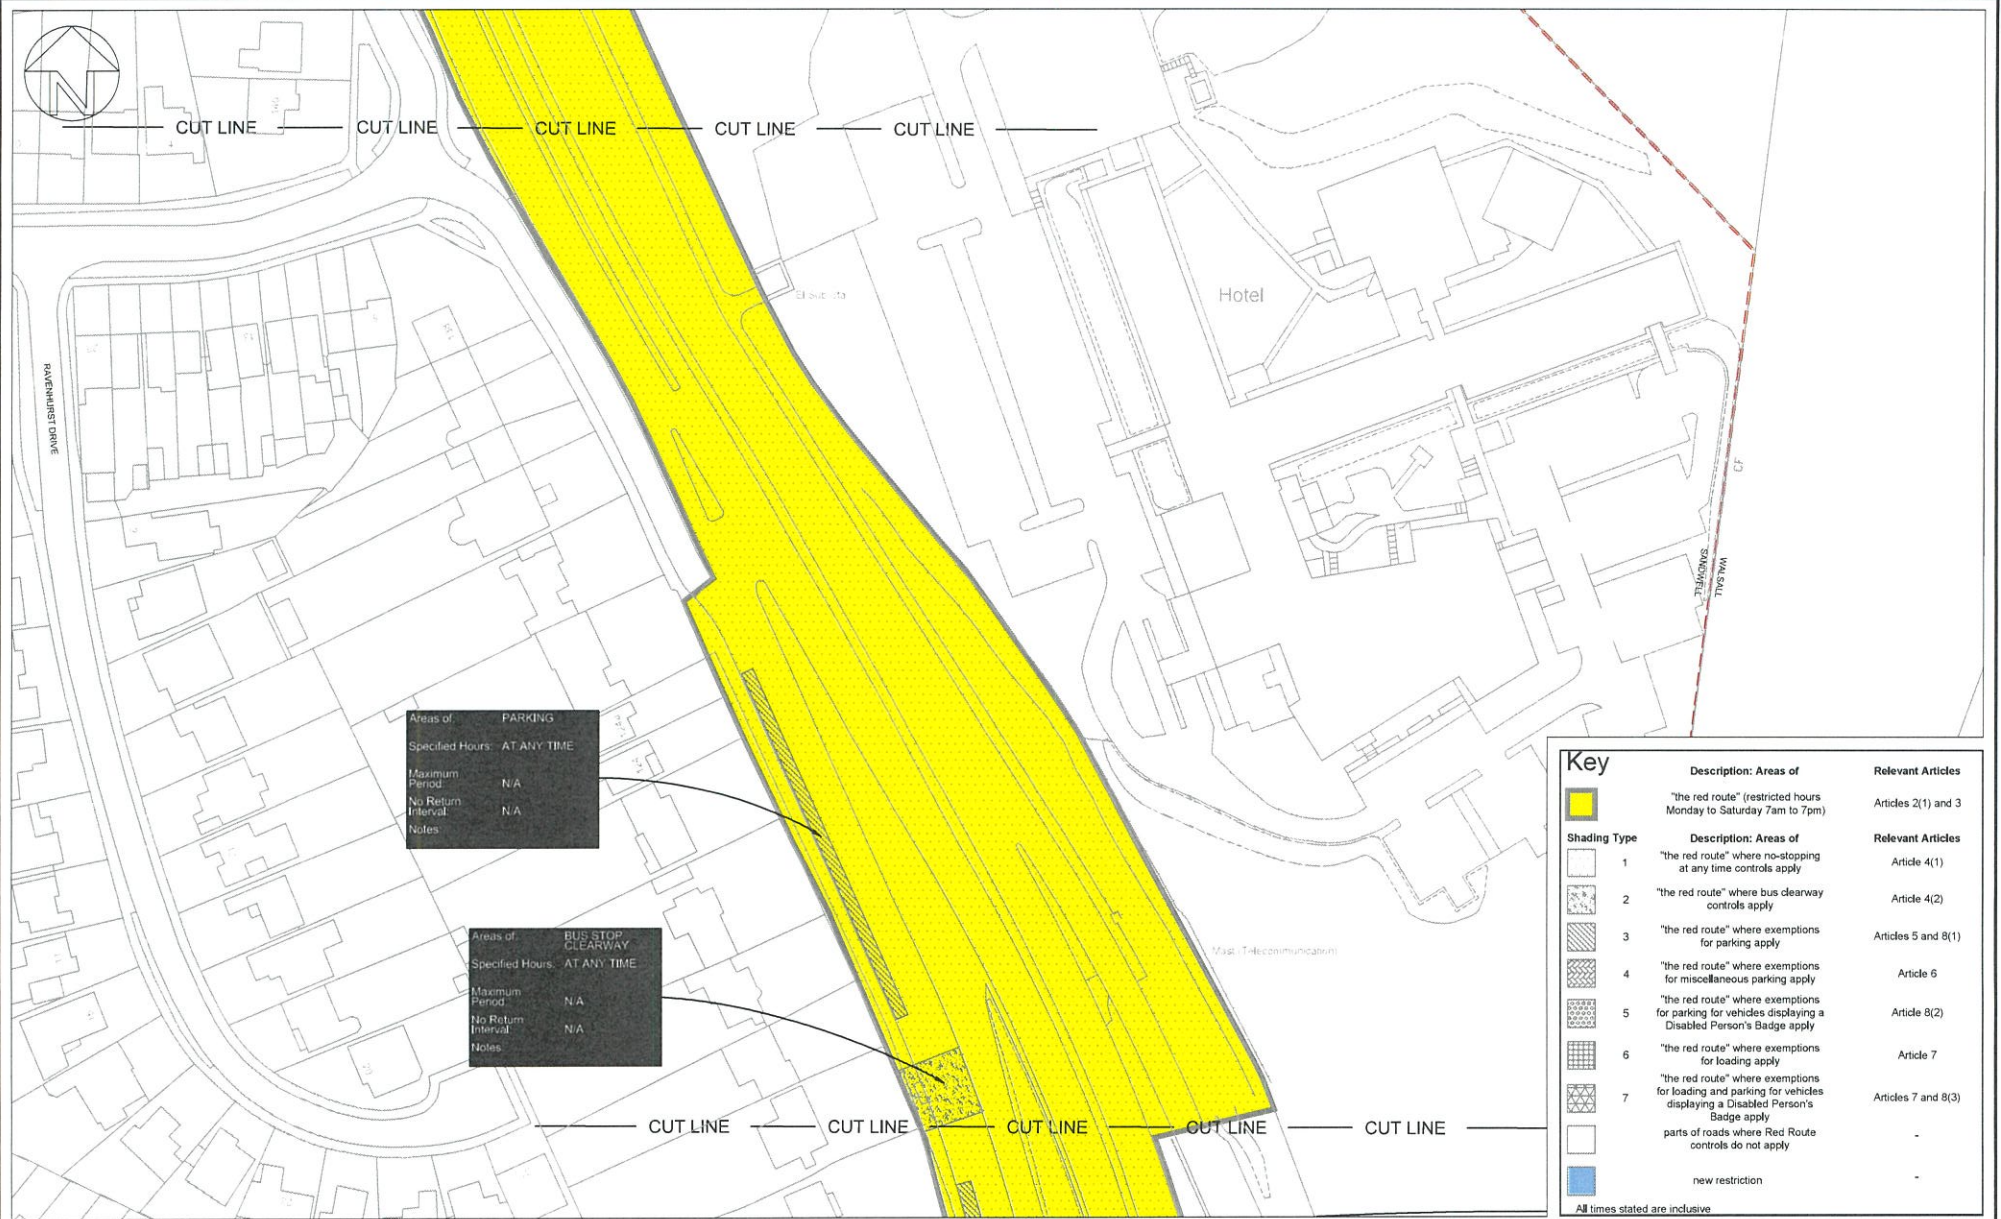 N
CUT LINE CUT LINE CUT LINE CUT LINE CUT LINE
El Sub Sta
Hotel
RAVENHURST DRIVE
CF
SANDWELL
WALSALL
Areas of: PARKING
Specified Hours: AT ANY TIME
Maximum
Period: N/A
No Return
Interval: N/A
Notes:
Areas of: BUS STOP
CLEARWAY
Specified Hours: AT ANY TIME
Maximum
Period: N/A
No Return
Interval: N/A
Notes:
Mast (Telecommunication)
CUT LINE CUT LINE CUT LINE CUT LINE CUT LINE
Key
Description: Areas of Relevant Articles
"the red route" (restricted hours
Monday to Saturday 7am to 7pm) Articles 2(1) and 3
Shading Type Description: Areas of Relevant Articles
1 "the red route" where no-stopping
at any time controls apply Article 4(1)
2 "the red route" where bus clearway
controls apply Article 4(2)
3 "the red route" where exemptions
for parking apply Articles 5 and 8(1)
4 "the red route" where exemptions
for miscellaneous parking apply Article 6
5 "the red route" where exemptions
for parking for vehicles displaying a
Disabled Person's Badge apply Article 8(2)
6 "the red route" where exemptions
for loading apply Article 7
7 "the red route" where exemptions
for loading and parking for vehicles
displaying a Disabled Person's
Badge apply Articles 7 and 8(3)
parts of roads where Red Route
controls do not apply -
new restriction -
All times stated are inclusive